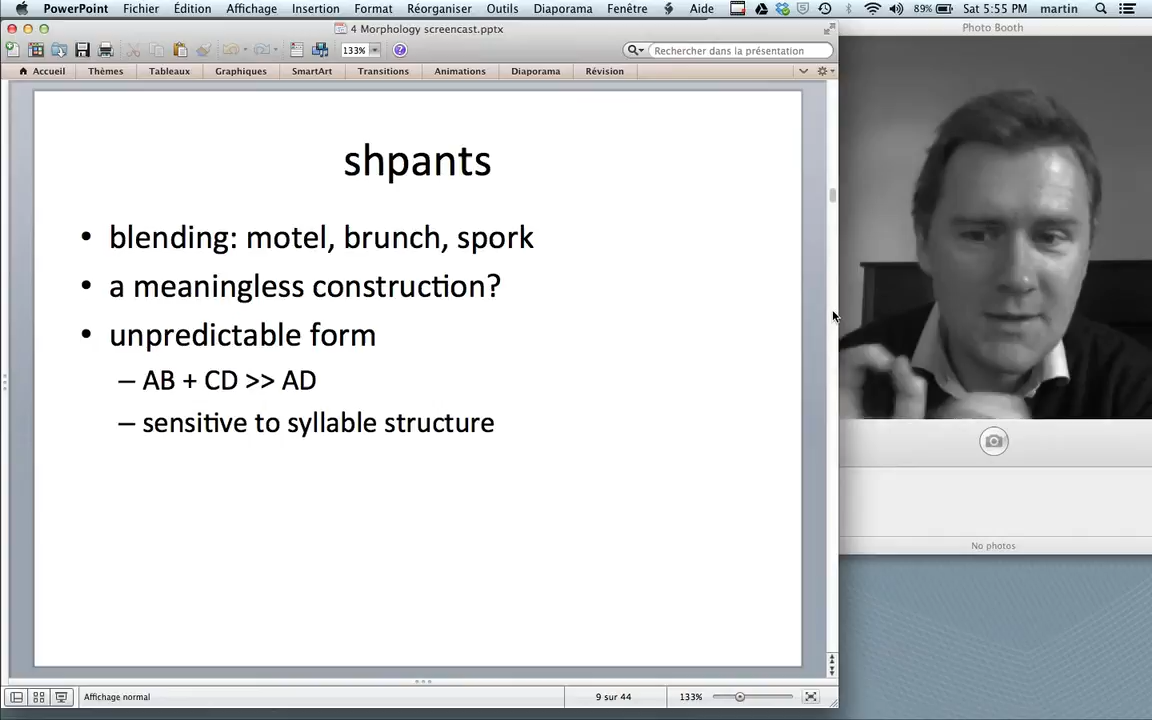 PowerPoint Fichier Édition Affichage Insertion Format Réorganiser Outils Diaporama Fenêtre Aide 89% Sat 5:55 PM martin
4 Morphology screencast.pptx
Photo Booth
133%
Rechercher dans la présentation
Accueil Thèmes Tableaux Graphiques SmartArt Transitions Animations Diaporama Révision
shpants
• blending: motel, brunch, spork
• a meaningless construction?
• unpredictable form
– AB + CD >> AD
– sensitive to syllable structure
No photos
Affichage normal 9 sur 44 133%